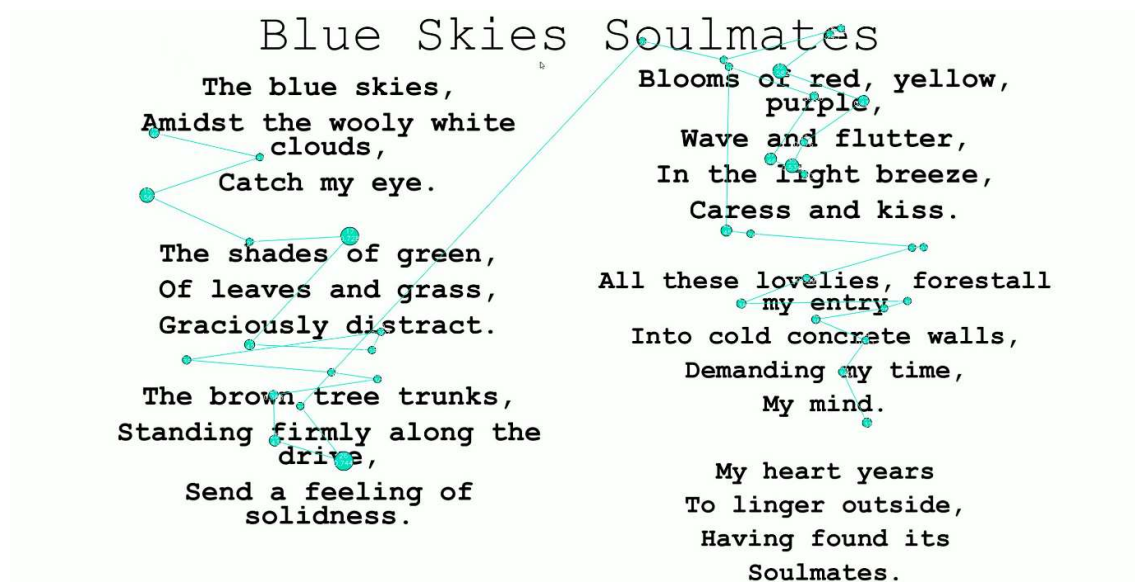 Blue Skies Soulmates
The blue skies,
Amidst the wooly white
clouds,
Catch my eye.
The shades of green,
Of leaves and grass,
Graciously distract.
The brown tree trunks,
Standing firmly along the
drive,
Send a feeling of
solidness.
Blooms of red, yellow,
purple,
Wave and flutter,
In the light breeze,
Caress and kiss.
All these lovelies, forestall
my entry
Into cold concrete walls,
Demanding my time,
My mind.
My heart years
To linger outside,
Having found its
Soulmates.